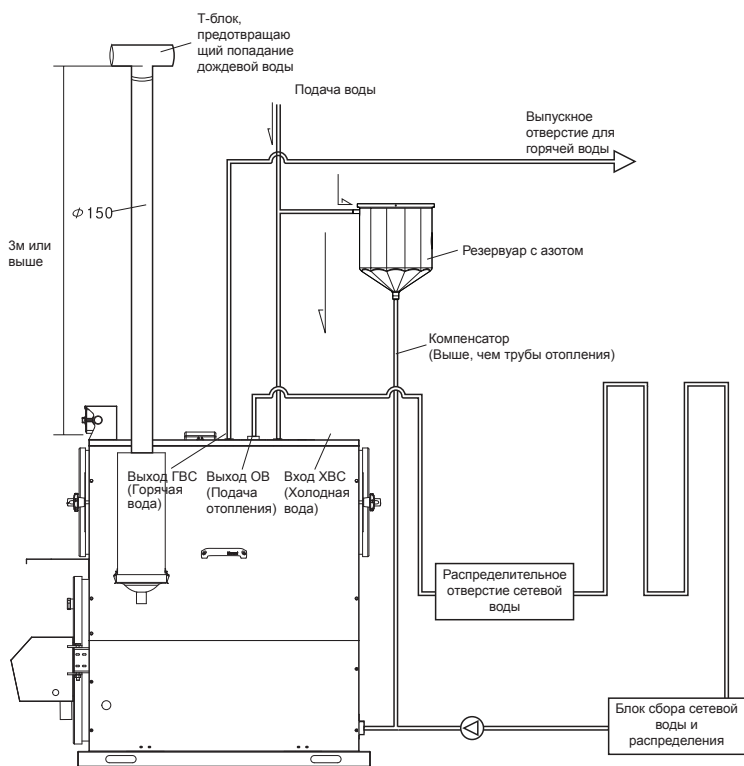 Т-блок,
предотвращаю
щий попадание
дождевой воды
Подача воды
Выпускное
отверстие для
горячей воды
Ф150
3м или
выше
Резервуар с азотом
Компенсатор
(Выше, чем трубы отопления)
Выход ГВС
(Горячая
вода)
Выход ОВ
(Подача
отопления)
Вход ХВС
(Холодная
вода)
Распределительное
отверстие сетевой
воды
Блок сбора сетевой
воды и
распределения